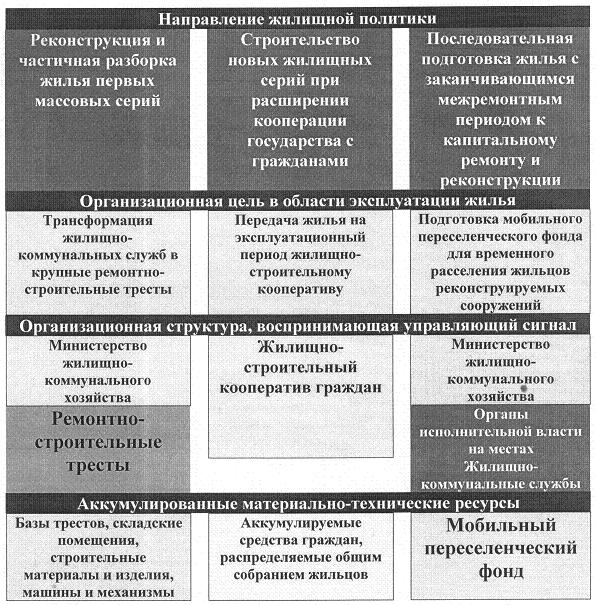 Направление жилищной политики
Реконструкция и
частичная разборка
жилья первых
массовых серий
Строительство
новых жилищных
серий при
расширении
кооперации
государства с
гражданами
Последовательная
подготовка жилья с
заканчивающимся
межремонтным
периодом к
капитальному
ремонту и
реконструкции
Организационная цель в области эксплуатации жилья
Трансформация
жилищно-
коммунальных служб в
крупные ремонтно-
строительные тресты
Передача жилья на
эксплуатационный
период жилищно-
строительному
кооперативу
Подготовка мобильного
переселенческого фонда
для временного
расселения жильцов
реконструируемых
сооружений
Организационная структура, воспринимающая управляющий сигнал
Министерство
жилищно-
коммунального
хозяйства
Ремонтно-
строительные
тресты
Жилищно-
строительный
кооператив граждан
Министерство
жилищно-
коммунального
хозяйства
Органы
исполнительной власти
на местах
Жилищно-
коммунальные службы
Аккумулированные материально-технические ресурсы
Базы трестов, складские
помещения,
строительные
материалы и изделия,
машины и механизмы
Аккумулируемые
средства граждан,
распределяемые общим
собранием жильцов
Мобильный
переселенческий
фонд